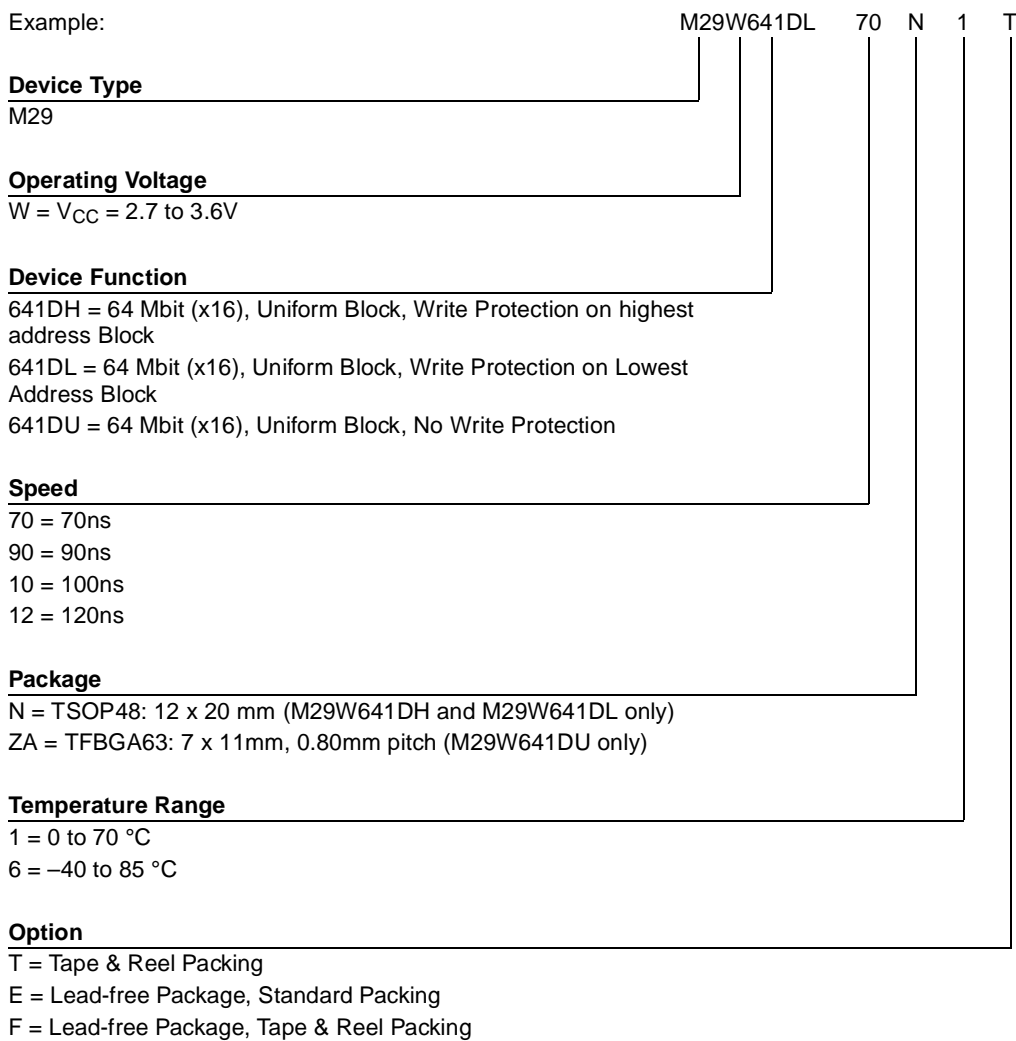 Example: M29W641DL 70 N 1 T
Device Type
M29
Operating Voltage
W = VCC = 2.7 to 3.6V
Device Function
641DH = 64 Mbit (x16), Uniform Block, Write Protection on highest
address Block
641DL = 64 Mbit (x16), Uniform Block, Write Protection on Lowest
Address Block
641DU = 64 Mbit (x16), Uniform Block, No Write Protection
Speed
70 = 70ns
90 = 90ns
10 = 100ns
12 = 120ns
Package
N = TSOP48: 12 x 20 mm (M29W641DH and M29W641DL only)
ZA = TFBGA63: 7 x 11mm, 0.80mm pitch (M29W641DU only)
Temperature Range
1 = 0 to 70 °C
6 = –40 to 85 °C
Option
T = Tape & Reel Packing
E = Lead-free Package, Standard Packing
F = Lead-free Package, Tape & Reel Packing